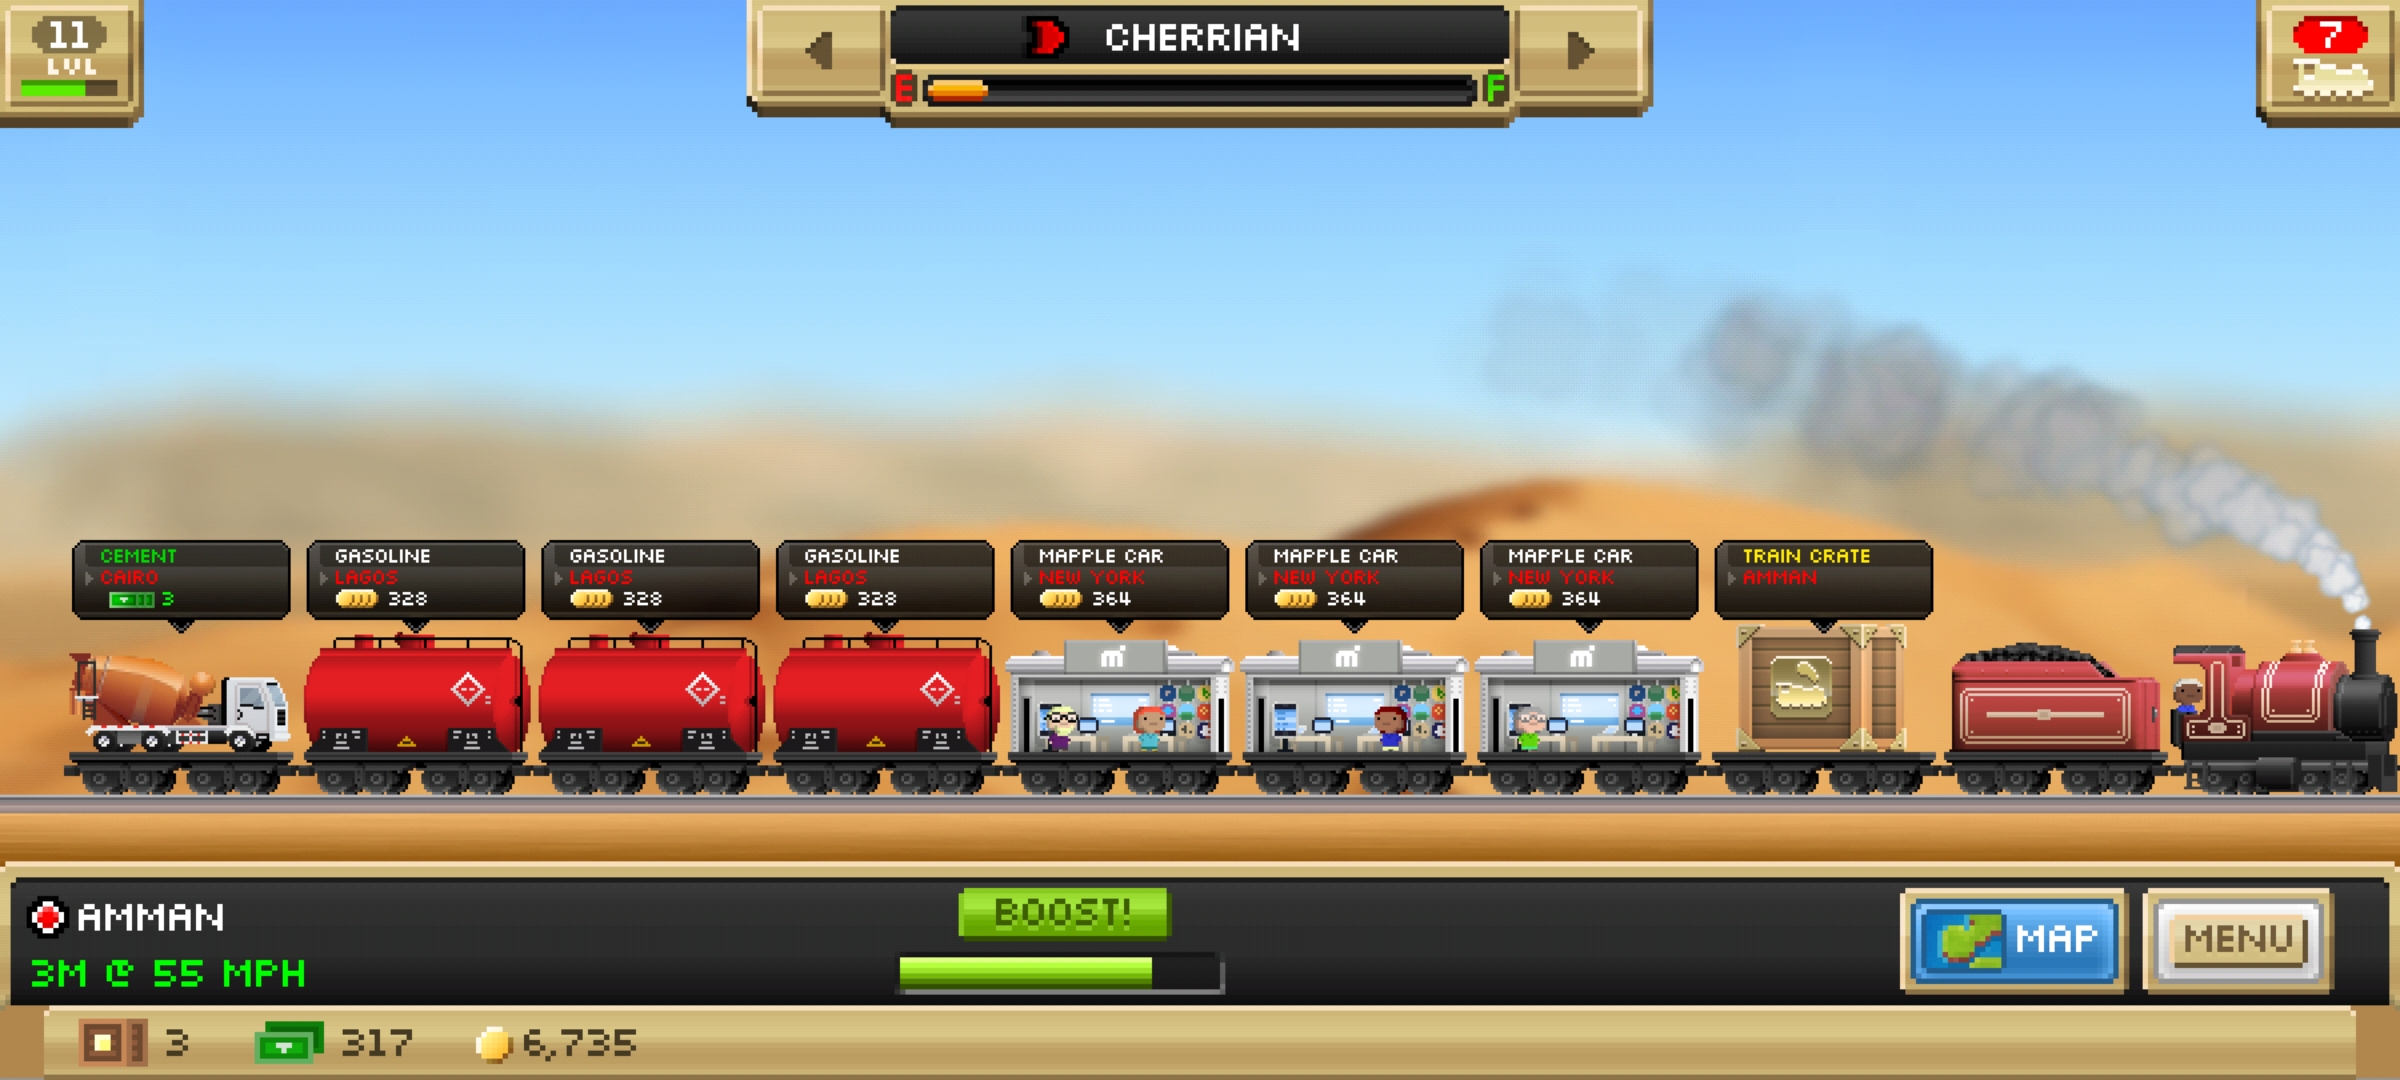 11
LVL
CHERRIAN
E F
7
CEMENT
CAIRO
3
GASOLINE
LAGOS
328
GASOLINE
LAGOS
328
GASOLINE
LAGOS
328
MAPPLE CAR
NEW YORK
364
MAPPLE CAR
NEW YORK
364
MAPPLE CAR
NEW YORK
364
TRAIN CRATE
AMMAN
m
m
m
AMMAN
3M @ 55 MPH
BOOST!
MAP
MENU
3
317
6,735